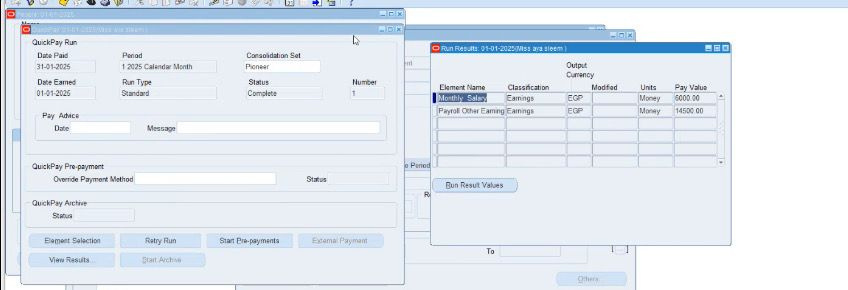 Person: 01-01-2025
QuickPay: 01-01-2025(Miss aya sleem )
QuickPay Run
Date Paid Period Consolidation Set
31-01-2025 1 2025 Calendar Month Pioneer
Date Earned Run Type Status Number
01-01-2025 Standard Complete 1
Pay Advice
Date Message
QuickPay Pre-payment
Override Payment Method Status
QuickPay Archive
Status
Element Selection Retry Run Start Pre-payments External Payment
View Results... Start Archive
Run Results: 01-01-2025(Miss aya sleem )
Output
Currency
Element Name Classification Modified Units Pay Value
Monthly Salary Earnings EGP Money 6000.00
Payroll Other Earning Earnings EGP Money 14500.00
Run Result Values
e Period
To
Others...